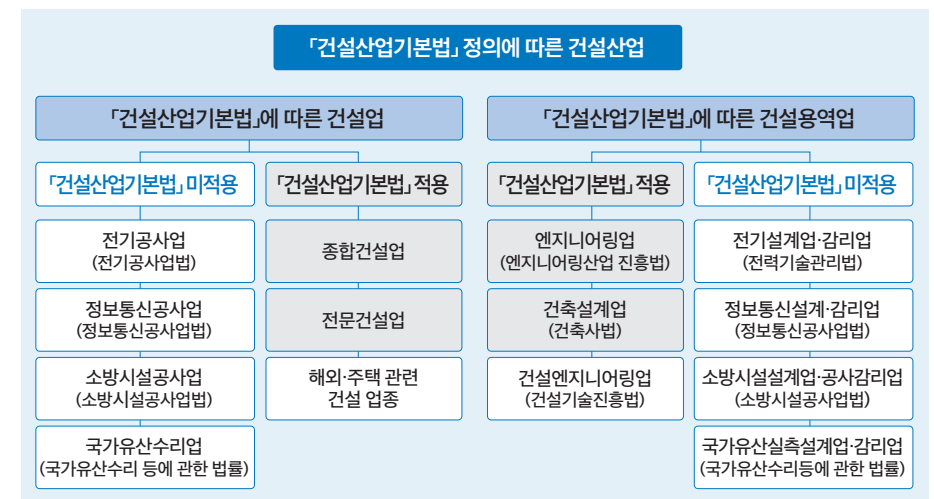 「건설산업기본법」 정의에 따른 건설산업
「건설산업기본법」에 따른 건설업
「건설산업기본법」 미적용
전기공사업
(전기공사업법)
정보통신공사업
(정보통신공사업법)
소방시설공사업
(소방시설공사업법)
국가유산수리업
(국가유산수리 등에 관한 법률)
「건설산업기본법」 적용
종합건설업
전문건설업
해외·주택 관련
건설 업종
「건설산업기본법」에 따른 건설용역업
「건설산업기본법」 적용
엔지니어링업
(엔지니어링산업 진흥법)
건축설계업
(건축사법)
건설엔지니어링업
(건설기술진흥법)
「건설산업기본법」 미적용
전기설계업·감리업
(전력기술관리법)
정보통신설계·감리업
(정보통신공사업법)
소방시설설계업·공사감리업
(소방시설공사업법)
국가유산실측설계업·감리업
(국가유산수리등에 관한 법률)